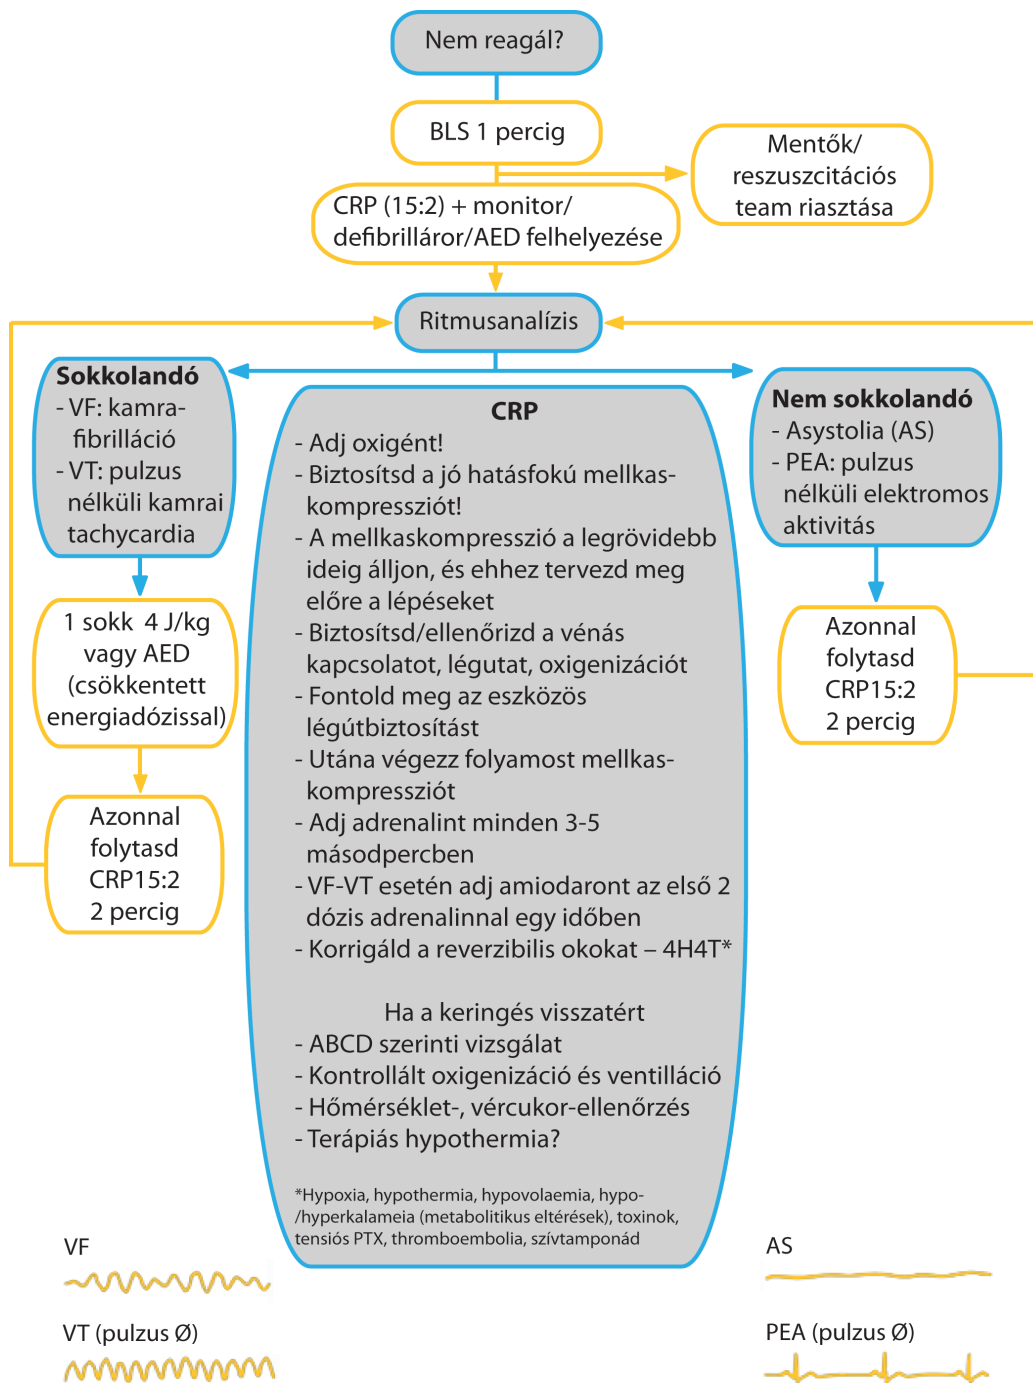 Nem reagál?
BLS 1 percig
Mentők/
reszuszcitációs
team riasztása
CRP (15:2) + monitor/
defibrilláror/AED felhelyezése
Ritmusanalízis
Sokkolandó
- VF: kamra-
fibrilláció
- VT: pulzus
nélküli kamrai
tachycardia
1 sokk 4 J/kg
vagy AED
(csökkentett
energiadózissal)
Azonnal
folytasd
CRP15:2
2 percig
CRP
- Adj oxigént!
- Biztosítsd a jó hatásfokú mellkas-
kompressziót!
- A mellkaskompresszió a legrövidebb
ideig álljon, és ehhez tervezd meg
előre a lépéseket
- Biztosítsd/ellenőrizd a vénás
kapcsolatot, légutat, oxigenizációt
- Fontold meg az eszközös
légútbiztosítást
- Utána végezz folyamost mellkas-
kompressziót
- Adj adrenalint minden 3-5
másodpercben
- VF-VT esetén adj amiodaront az első 2
dózis adrenalinnal egy időben
- Korrigáld a reverzibilis okokat – 4H4T*
Ha a keringés visszatért
- ABCD szerinti vizsgálat
- Kontrollált oxigenizáció és ventilláció
- Hőmérséklet-, vércukor-ellenőrzés
- Terápiás hypothermia?
*Hypoxia, hypothermia, hypovolaemia, hypo-
/hyperkalameia (metabolitikus eltérések), toxinok,
tensiós PTX, thromboembolia, szívtamponád
Nem sokkolandó
- Asystolia (AS)
- PEA: pulzus
nélküli elektromos
aktivitás
Azonnal
folytasd
CRP15:2
2 percig
VF
VT (pulzus Ø)
AS
PEA (pulzus Ø)